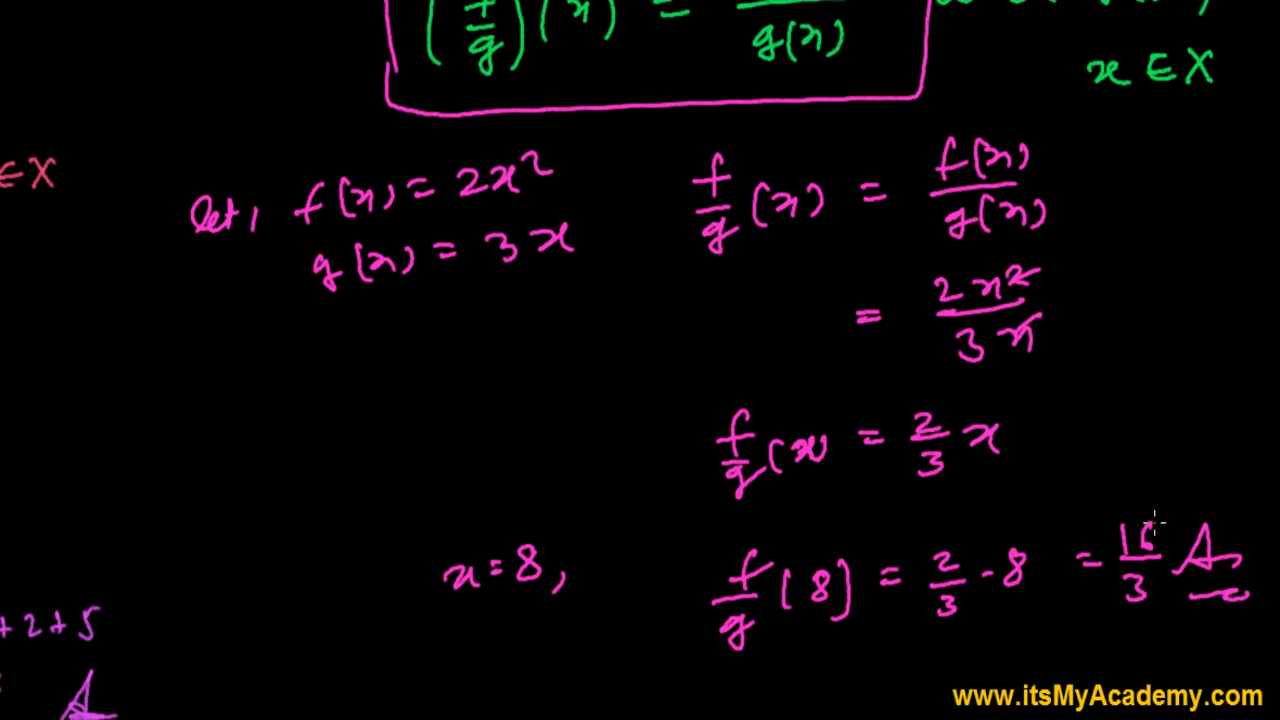 (f/g)(x) = /g(x)
x ∈ X
∈ X
let, f(x) = 2x²
g(x) = 3x
f/g (x) = f(x)/g(x)
= 2x²/3x
f/g (x) = 2/3 x
x = 8, f/g (8) = 2/3 · 8 = 16/3 A
+ 2 + 5
A
www.itsMyAcademy.com